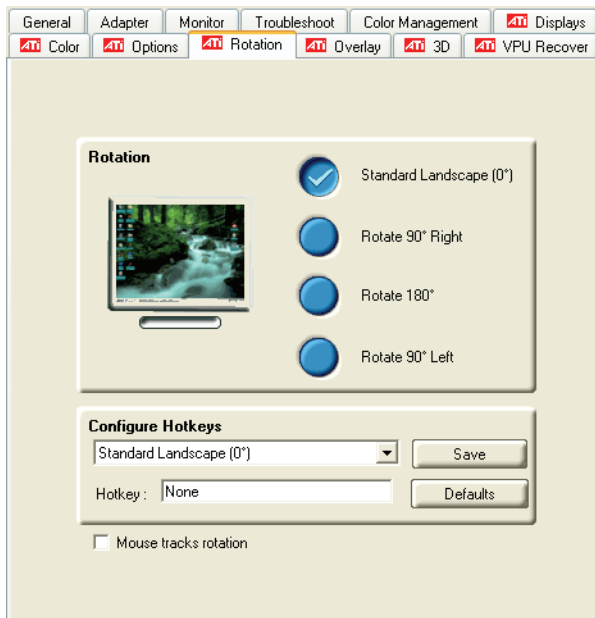 General Adapter Monitor Troubleshoot Color Management ATI Displays
ATI Color ATI Options ATI Rotation ATI Overlay ATI 3D ATI VPU Recover
Rotation
Standard Landscape (0°)
Rotate 90° Right
Rotate 180°
Rotate 90° Left
Configure Hotkeys
Standard Landscape (0°) Save
Hotkey: None Defaults
Mouse tracks rotation